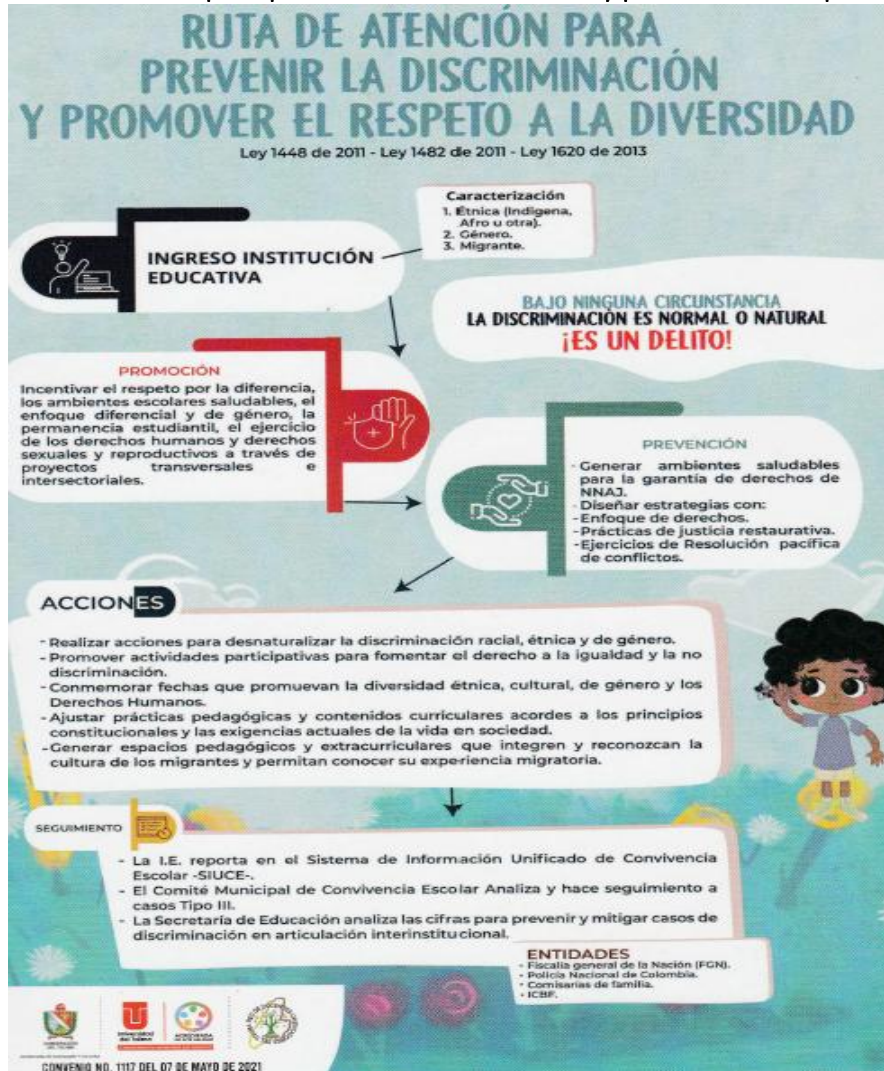 RUTA DE ATENCIÓN PARA
PREVENIR LA DISCRIMINACIÓN
Y PROMOVER EL RESPETO A LA DIVERSIDAD
Ley 1448 de 2011 - Ley 1482 de 2011 - Ley 1620 de 2013
Caracterización
1. Étnica (Indígena,
Afro u otra).
2. Género.
3. Migrante.
INGRESO INSTITUCIÓN
EDUCATIVA
BAJO NINGUNA CIRCUNSTANCIA
LA DISCRIMINACIÓN ES NORMAL O NATURAL
¡ES UN DELITO!
PROMOCIÓN
Incentivar el respeto por la diferencia,
los ambientes escolares saludables, el
enfoque diferencial y de género, la
permanencia estudiantil, el ejercicio
de los derechos humanos y derechos
sexuales y reproductivos a través de
proyectos transversales e
intersectoriales.
PREVENCIÓN
- Generar ambientes saludables
para la garantía de derechos de
NNAJ.
- Diseñar estrategias con:
- Enfoque de derechos.
- Prácticas de justicia restaurativa.
- Ejercicios de Resolución pacífica
de conflictos.
ACCIONES
- Realizar acciones para desnaturalizar la discriminación racial, étnica y de género.
- Promover actividades participativas para fomentar el derecho a la igualdad y la no
discriminación.
- Conmemorar fechas que promuevan la diversidad étnica, cultural, de género y los
Derechos Humanos.
- Ajustar prácticas pedagógicas y contenidos curriculares acordes a los principios
constitucionales y las exigencias actuales de la vida en sociedad.
- Generar espacios pedagógicos y extracurriculares que integren y reconozcan la
cultura de los migrantes y permitan conocer su experiencia migratoria.
SEGUIMIENTO
- La I.E. reporta en el Sistema de Información Unificado de Convivencia
Escolar -SIUCE-.
- El Comité Municipal de Convivencia Escolar Analiza y hace seguimiento a
casos Tipo III.
- La Secretaría de Educación analiza las cifras para prevenir y mitigar casos de
discriminación en articulación interinstitucional.
ENTIDADES
- Fiscalía general de la Nación (FGN).
- Policía Nacional de Colombia.
- Comisarías de familia.
- ICBF.
Universidad
del Tolima
ACREDITADA
DE ALTA CALIDAD
CONVENIO NO. 1117 DEL 07 DE MAYO DE 2021